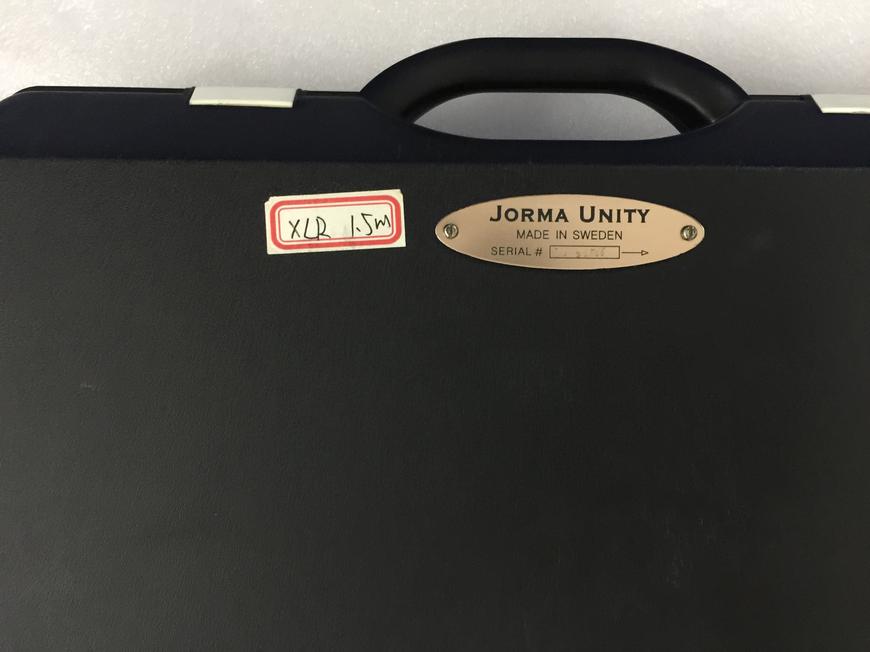 XLR 1.5m
JORMA UNITY
MADE IN SWEDEN
SERIAL #